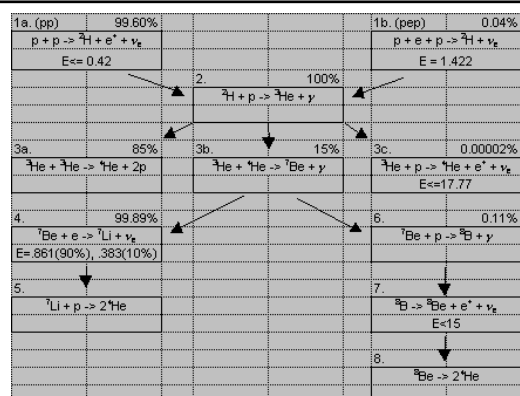 1a. (pp) 99.60%
p + p -> ²H + e⁺ + νₑ
E<= 0.42
1b. (pep) 0.04%
p + e + p -> ²H + νₑ
E = 1.422
2. 100%
²H + p -> ³He + γ
3a. 85%
³He + ³He -> ⁴He + 2p
3b. 15%
³He + ⁴He -> ⁷Be + γ
3c. 0.00002%
³He + p -> ⁴He + e⁺ + νₑ
E<=17.77
4. 99.89%
⁷Be + e -> ⁷Li + νₑ
E=.861(90%), .383(10%)
5.
⁷Li + p -> 2⁴He
6. 0.11%
⁷Be + p -> ⁸B + γ
7.
⁸B -> ⁸Be + e⁺ + νₑ
E<15
8.
⁸Be -> 2⁴He